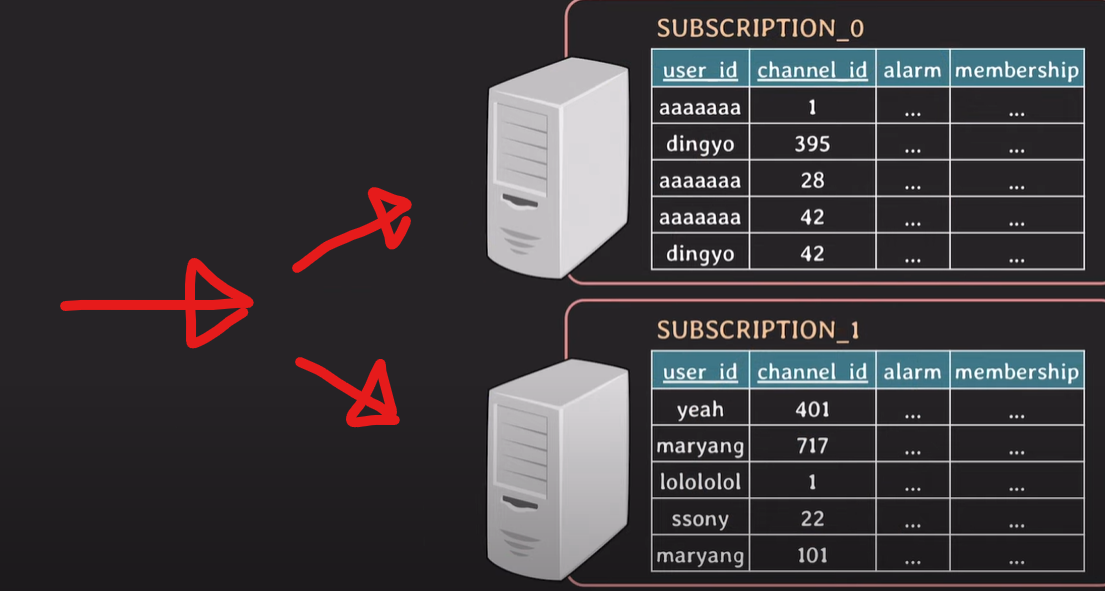 SUBSCRIPTION_0
user_id channel_id alarm membership
aaaaaaa 1 ... ...
dingyo 395 ... ...
aaaaaaa 28 ... ...
aaaaaaa 42 ... ...
dingyo 42 ... ...
SUBSCRIPTION_1
user_id channel_id alarm membership
yeah 401 ... ...
maryang 717 ... ...
lolololol 1 ... ...
ssony 22 ... ...
maryang 101 ... ...